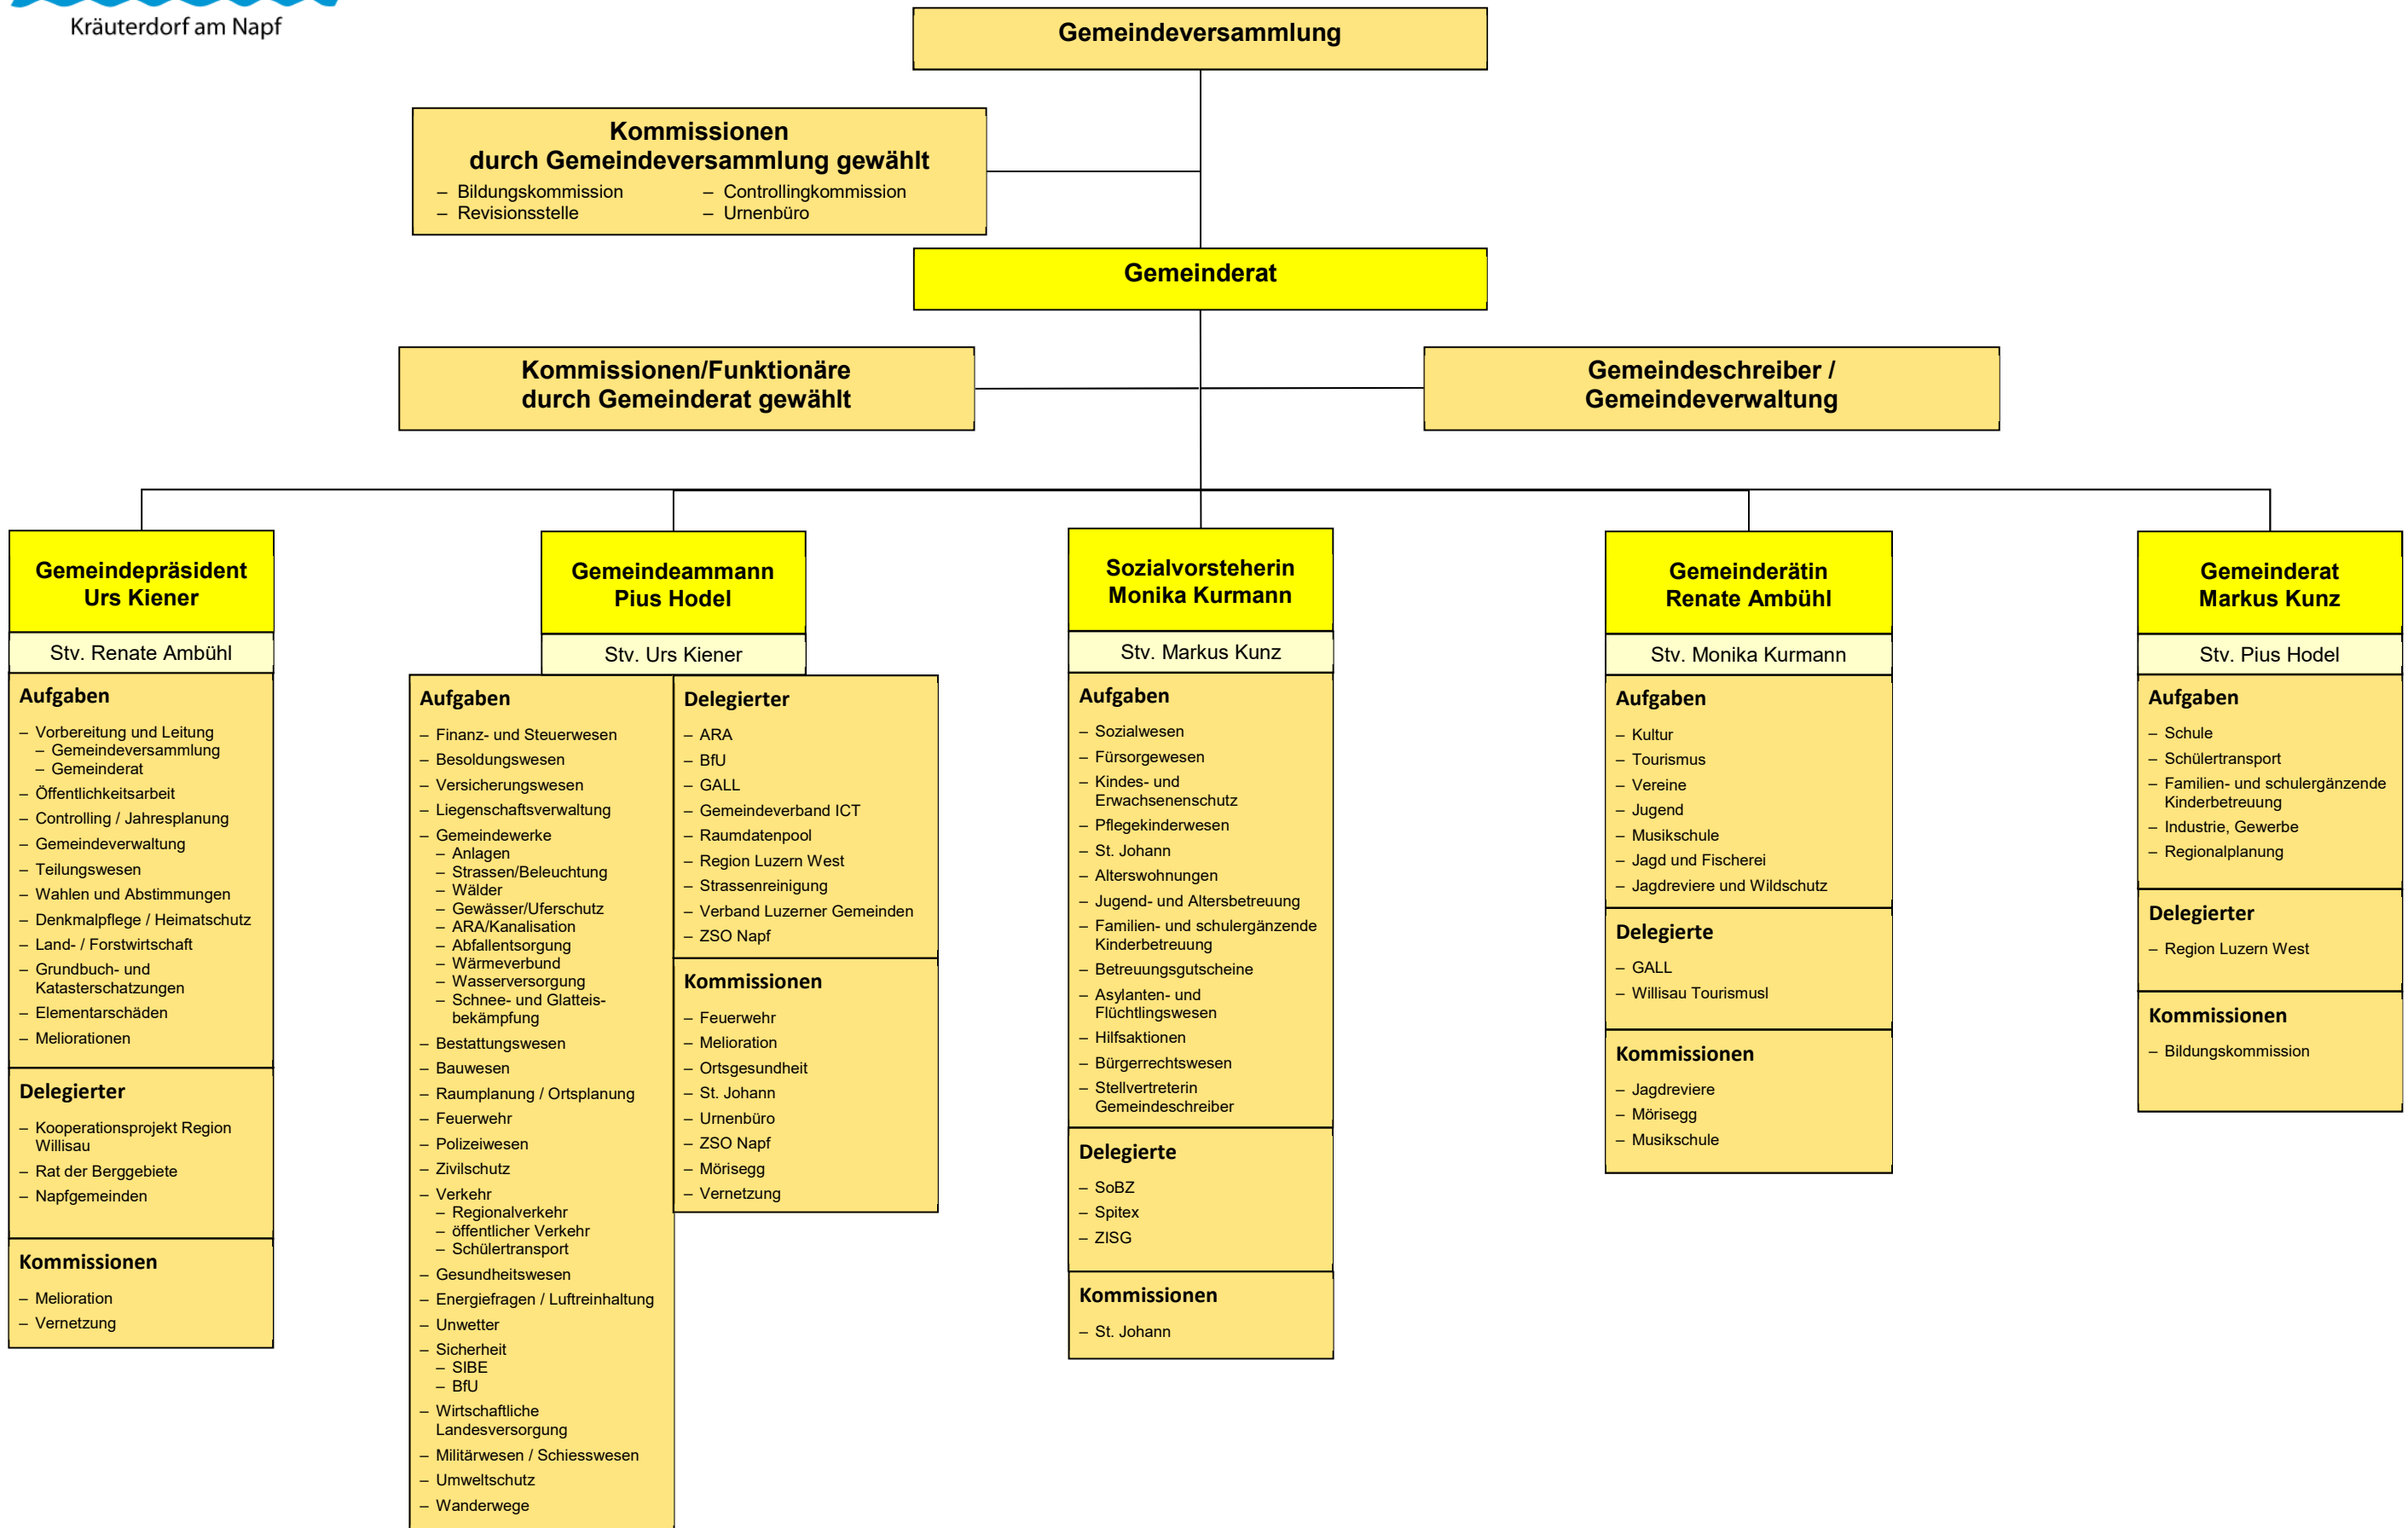 Kräuterdorf am Napf
Gemeindeversammlung
Kommissionen
durch Gemeindeversammlung gewählt
– Bildungskommission
– Revisionsstelle
– Controllingkommission
– Urnenbüro
Gemeinderat
Kommissionen/Funktionäre
durch Gemeinderat gewählt
Gemeindeschreiber /
Gemeindeverwaltung
Gemeindepräsident
Urs Kiener
Stv. Renate Ambühl
Aufgaben
– Vorbereitung und Leitung
– Gemeindeversammlung
– Gemeinderat
– Öffentlichkeitsarbeit
– Controlling / Jahresplanung
– Gemeindeverwaltung
– Teilungswesen
– Wahlen und Abstimmungen
– Denkmalpflege / Heimatschutz
– Land- / Forstwirtschaft
– Grundbuch- und
Katasterschatzungen
– Elementarschäden
– Meliorationen
Delegierter
– Kooperationsprojekt Region
Willisau
– Rat der Berggebiete
– Napfgemeinden
Kommissionen
– Melioration
– Vernetzung
Gemeindeammann
Pius Hodel
Stv. Urs Kiener
Aufgaben
– Finanz- und Steuerwesen
– Besoldungswesen
– Versicherungswesen
– Liegenschaftsverwaltung
– Gemeindewerke
– Anlagen
– Strassen/Beleuchtung
– Wälder
– Gewässer/Uferschutz
– ARA/Kanalisation
– Abfallentsorgung
– Wärmeverbund
– Wasserversorgung
– Schnee- und Glatteis-
bekämpfung
– Bestattungswesen
– Bauwesen
– Raumplanung / Ortsplanung
– Feuerwehr
– Polizeiwesen
– Zivilschutz
– Verkehr
– Regionalverkehr
– öffentlicher Verkehr
– Schülertransport
– Gesundheitswesen
– Energiefragen / Luftreinhaltung
– Unwetter
– Sicherheit
– SIBE
– BfU
– Wirtschaftliche
Landesversorgung
– Militärwesen / Schiesswesen
– Umweltschutz
– Wanderwege
Delegierter
– ARA
– BfU
– GALL
– Gemeindeverband ICT
– Raumdatenpool
– Region Luzern West
– Strassenreinigung
– Verband Luzerner Gemeinden
– ZSO Napf
Kommissionen
– Feuerwehr
– Melioration
– Ortsgesundheit
– St. Johann
– Urnenbüro
– ZSO Napf
– Mörisegg
– Vernetzung
Sozialvorsteherin
Monika Kurmann
Stv. Markus Kunz
Aufgaben
– Sozialwesen
– Fürsorgewesen
– Kindes- und
Erwachsenenschutz
– Pflegekinderwesen
– St. Johann
– Alterswohnungen
– Jugend- und Altersbetreuung
– Familien- und schulergänzende
Kinderbetreuung
– Betreuungsgutscheine
– Asylanten- und
Flüchtlingswesen
– Hilfsaktionen
– Bürgerrechtswesen
– Stellvertreterin
Gemeindeschreiber
Delegierte
– SoBZ
– Spitex
– ZISG
Kommissionen
– St. Johann
Gemeinderätin
Renate Ambühl
Stv. Monika Kurmann
Aufgaben
– Kultur
– Tourismus
– Vereine
– Jugend
– Musikschule
– Jagd und Fischerei
– Jagdreviere und Wildschutz
Delegierte
– GALL
– Willisau Tourismusl
Kommissionen
– Jagdreviere
– Mörisegg
– Musikschule
Gemeinderat
Markus Kunz
Stv. Pius Hodel
Aufgaben
– Schule
– Schülertransport
– Familien- und schulergänzende
Kinderbetreuung
– Industrie, Gewerbe
– Regionalplanung
Delegierter
– Region Luzern West
Kommissionen
– Bildungskommission